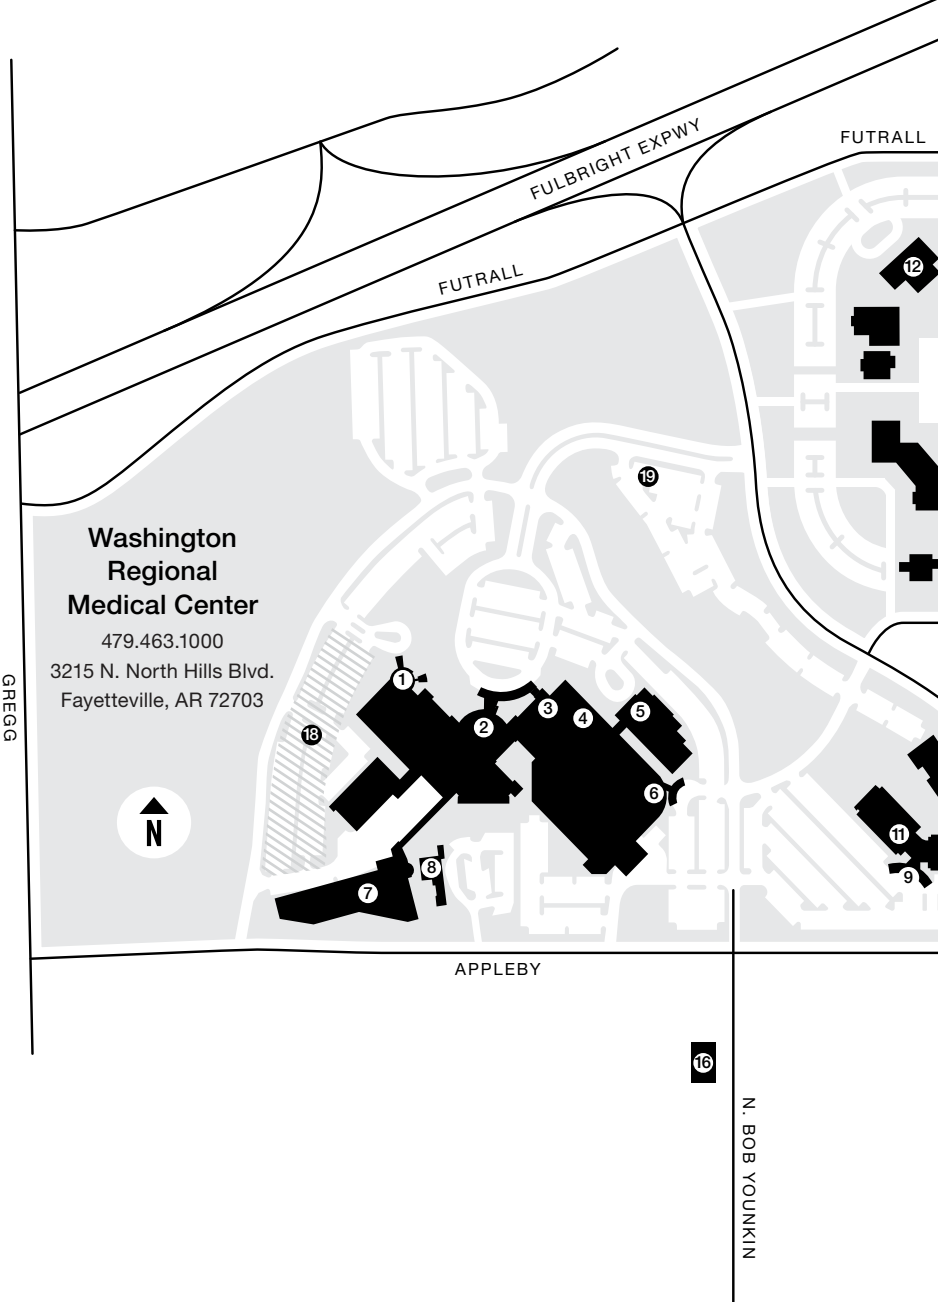 FULBRIGHT EXPWY
FUTRALL
FUTRALL
12
19
Washington
Regional
Medical Center
479.463.1000
3215 N. North Hills Blvd.
Fayetteville, AR 72703
GREGG
1
2
3
4
5
18
6
N
11
8
7
9
APPLEBY
16
N. BOB YOUNKIN